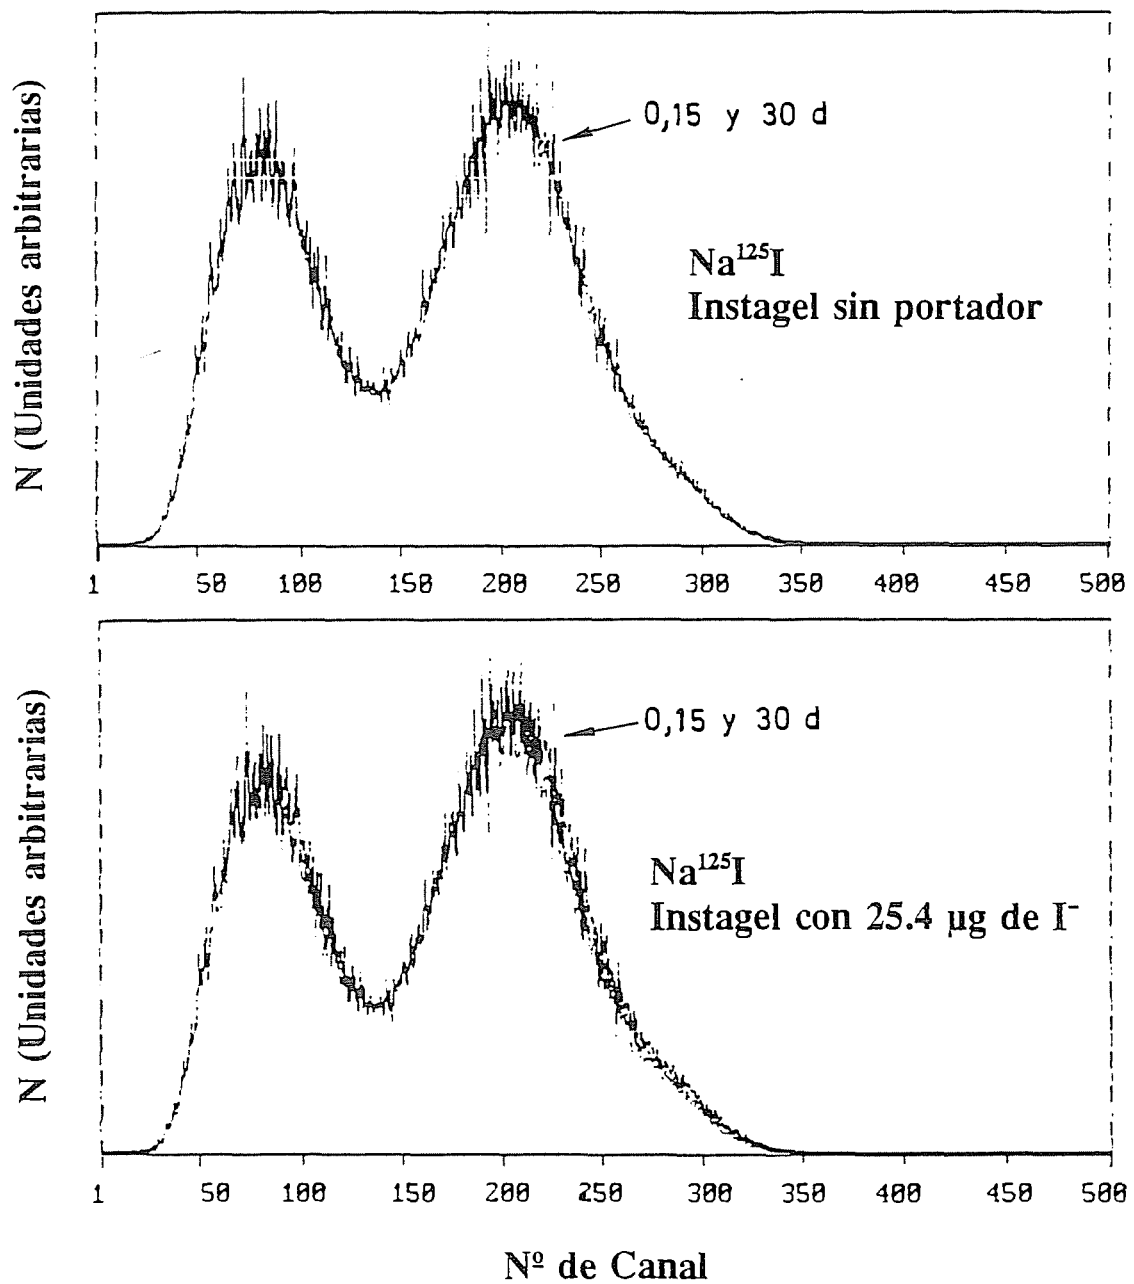 N (Unidades arbitrarias)
0,15 y 30 d
Na¹²⁵I
Instagel sin portador
1 50 100 150 200 250 300 350 400 450 500
N (Unidades arbitrarias)
0,15 y 30 d
Na¹²⁵I
Instagel con 25.4 µg de I⁻
1 50 100 150 200 250 300 350 400 450 500
Nº de Canal